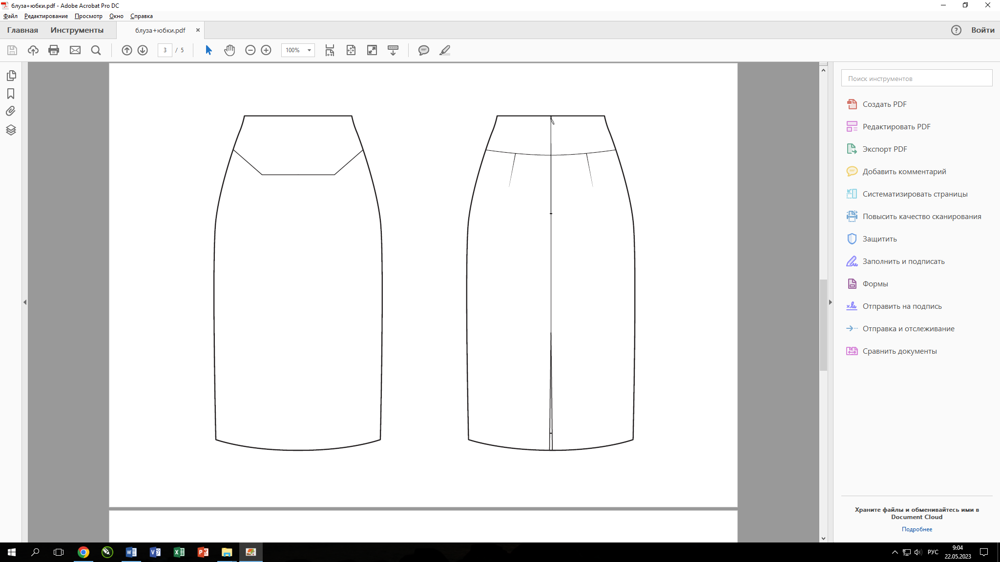 блуза+юбки.pdf - Adobe Acrobat Pro DC
Файл Редактирование Просмотр Окно Справка
Главная Инструменты блуза+юбки.pdf × ? Войти
3 / 5 100%
Поиск инструментов
Создать PDF
Редактировать PDF
Экспорт PDF
Добавить комментарий
Систематизировать страницы
Повысить качество сканирования
Защитить
Заполнить и подписать
Формы
Отправить на подпись
Отправка и отслеживание
Сравнить документы
Храните файлы и обменивайтесь ими в
Document Cloud
Подробнее
РУС
9:04
22.05.2023